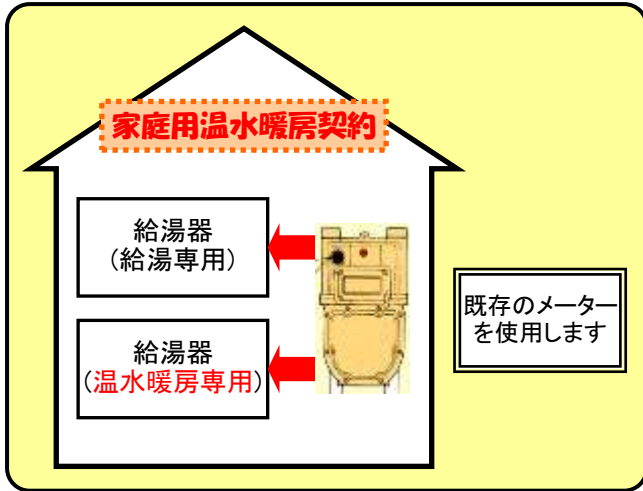 家庭用温水暖房契約
給湯器
（給湯専用）
既存のメーター
を使用します
給湯器
（温水暖房専用）